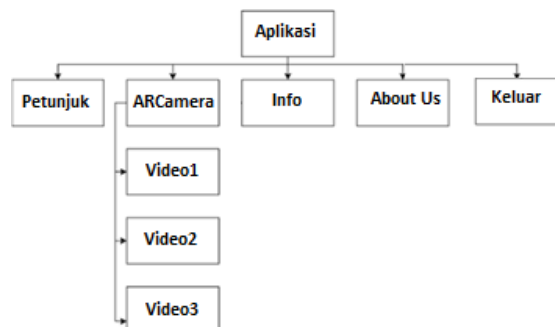 Aplikasi
Petunjuk
ARCamera
Info
About Us
Keluar
Video1
Video2
Video3